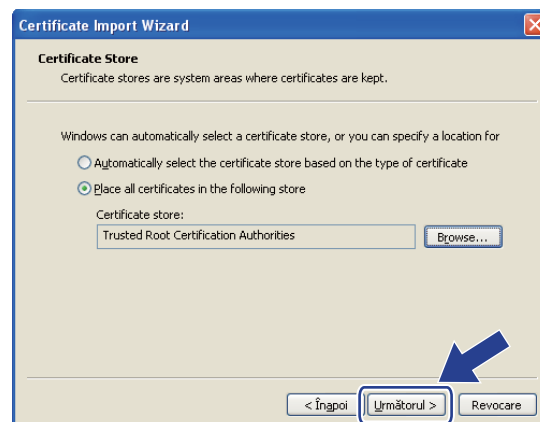 Certificate Import Wizard
Certificate Store
Certificate stores are system areas where certificates are kept.
Windows can automatically select a certificate store, or you can specify a location for
Automatically select the certificate store based on the type of certificate
Place all certificates in the following store
Certificate store:
Trusted Root Certification Authorities
Browse...
< Înapoi
Următorul >
Revocare